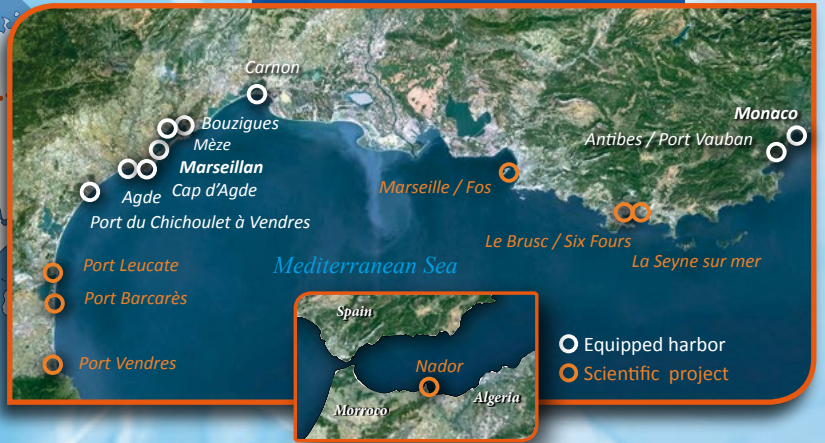 Carnon
Bouzigues
Mèze
Marseillan
Agde
Cap d'Agde
Port du Chichoulet à Vendres
Monaco
Antibes / Port Vauban
Marseille / Fos
Le Brusc / Six Fours
La Seyne sur mer
Port Leucate
Mediterranean Sea
Port Barcarès
Port Vendres
Spain
Nador
Morroco
Algeria
Equipped harbor
Scientific project